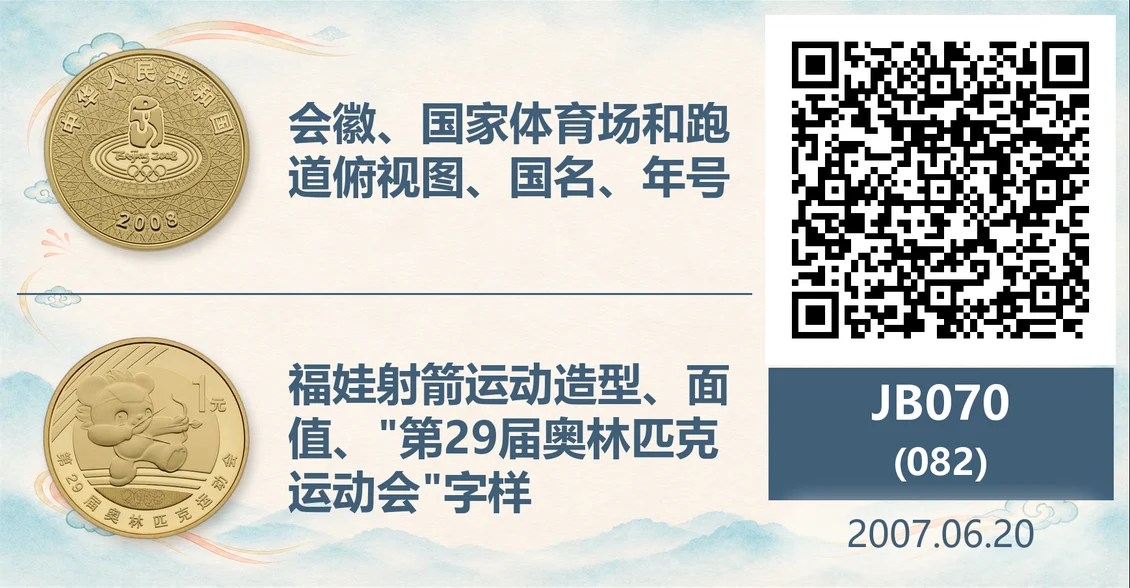 中华人民共和国
Beijing 2008
2008
会徽、国家体育场和跑
道俯视图、国名、年号
1元
第29届奥林匹克运动会
福娃射箭运动造型、面
值、"第29届奥林匹克
运动会"字样
JB070
(082)
2007.06.20